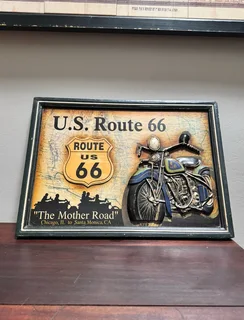 U.S. Route 66
ROUTE
US
66
"The Mother Road"
Chicago, IL to Santa Monica, CA